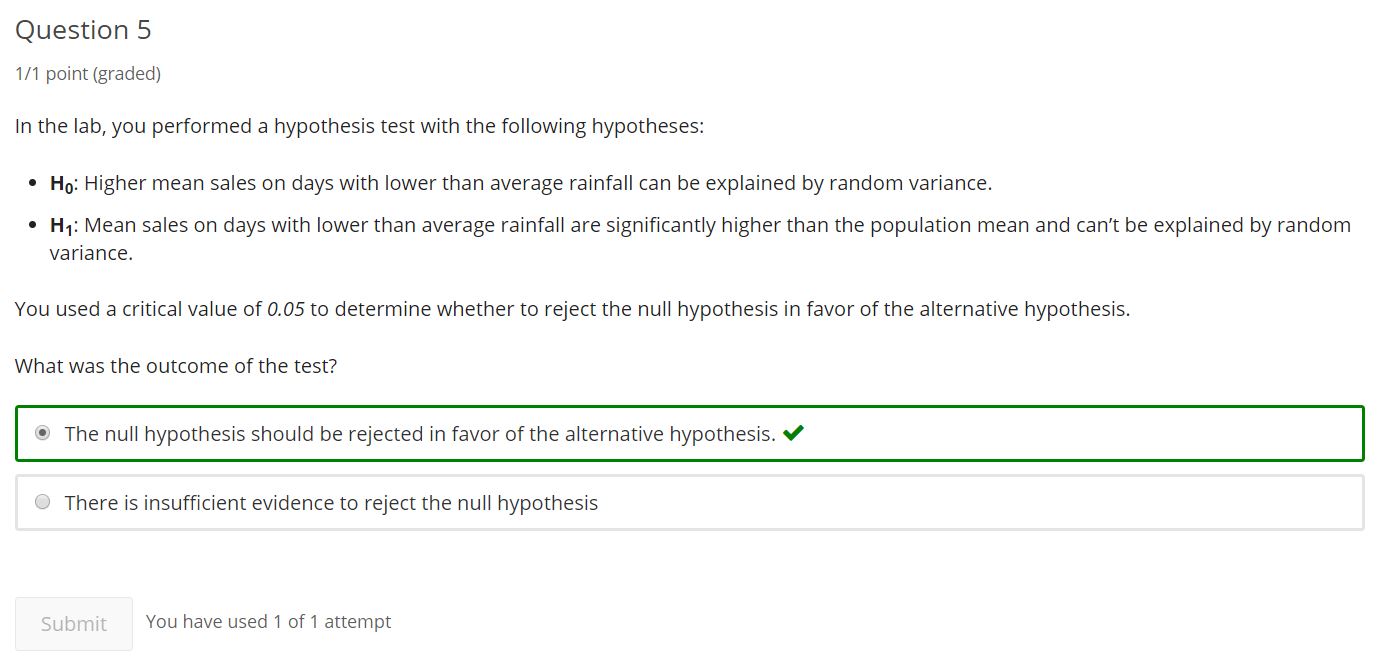 Question 5
1/1 point (graded)
In the lab, you performed a hypothesis test with the following hypotheses:
• H₀: Higher mean sales on days with lower than average rainfall can be explained by random variance.
• H₁: Mean sales on days with lower than average rainfall are significantly higher than the population mean and can’t be explained by random
variance.
You used a critical value of 0.05 to determine whether to reject the null hypothesis in favor of the alternative hypothesis.
What was the outcome of the test?
The null hypothesis should be rejected in favor of the alternative hypothesis. ✔
There is insufficient evidence to reject the null hypothesis
Submit You have used 1 of 1 attempt